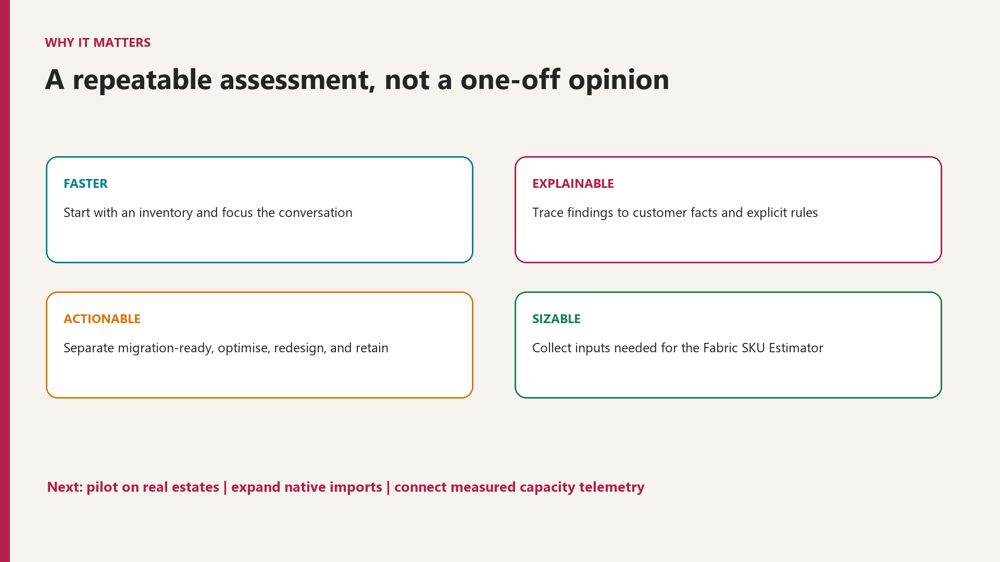 WHY IT MATTERS
A repeatable assessment, not a one-off opinion
FASTER
Start with an inventory and focus the conversation
EXPLAINABLE
Trace findings to customer facts and explicit rules
ACTIONABLE
Separate migration-ready, optimise, redesign, and retain
SIZABLE
Collect inputs needed for the Fabric SKU Estimator
Next: pilot on real estates | expand native imports | connect measured capacity telemetry